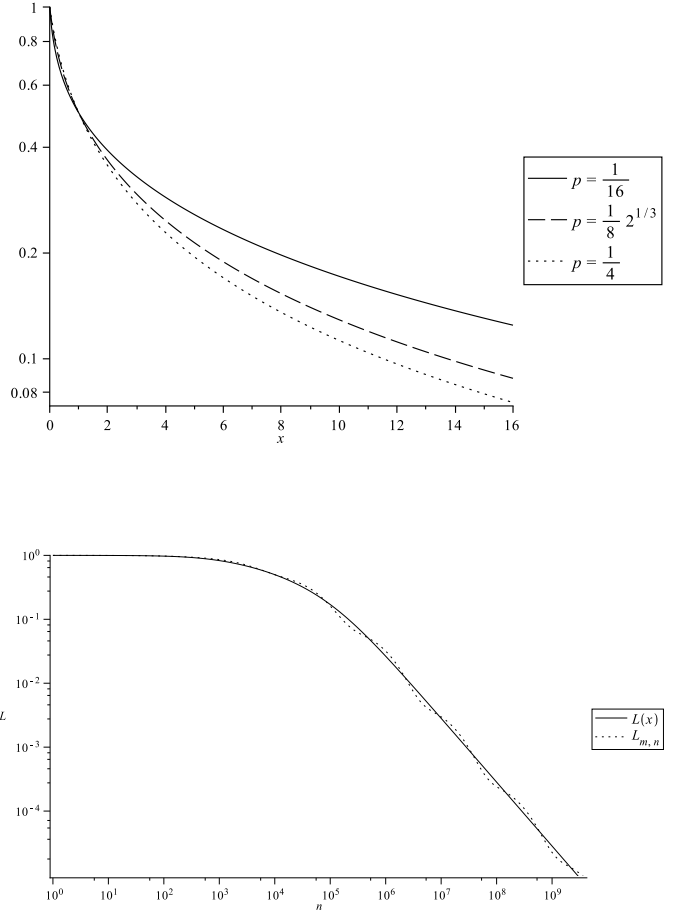 1
0.8
0.6
0.4
0.2
0.1
0.08
0 2 4 6 8 10 12 14 16
x
p = 1/16
p = 1/8 2^{1/3}
p = 1/4
10^0
10^{-1}
10^{-2}
L
10^{-3}
10^{-4}
10^0 10^1 10^2 10^3 10^4 10^5 10^6 10^7 10^8 10^9
n
L(x)
L_{m, n}